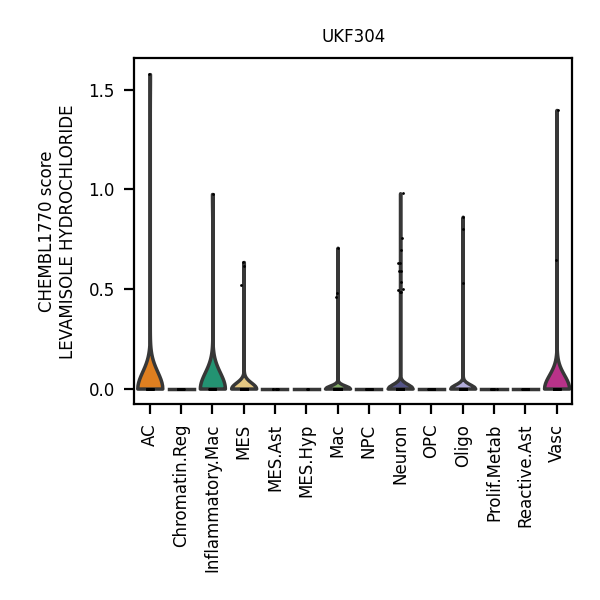 UKF304
CHEMBL1770 score
LEVAMISOLE HYDROCHLORIDE
1.5
1.0
0.5
0.0
AC
Chromatin.Reg
Inflammatory.Mac
MES
MES.Ast
MES.Hyp
Mac
NPC
Neuron
OPC
Oligo
Prolif.Metab
Reactive.Ast
Vasc